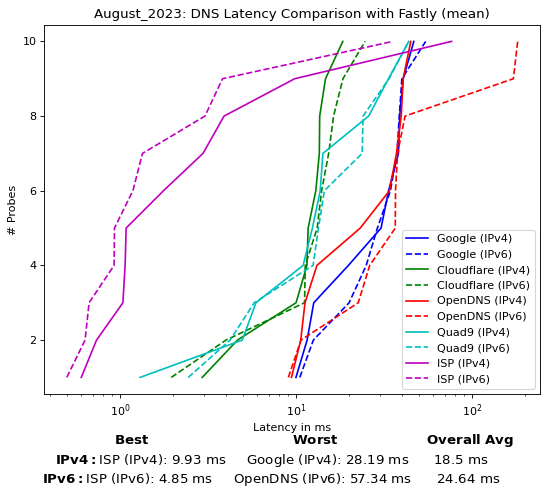 August_2023: DNS Latency Comparison with Fastly (mean)
10
8
6
4
2
# Probes
Google (IPv4)
Google (IPv6)
Cloudflare (IPv4)
Cloudflare (IPv6)
OpenDNS (IPv4)
OpenDNS (IPv6)
Quad9 (IPv4)
Quad9 (IPv6)
ISP (IPv4)
ISP (IPv6)
10⁰ 10¹ 10²
Latency in ms
Best Worst Overall Avg
IPv4: ISP (IPv4): 9.93 ms Google (IPv4): 28.19 ms 18.5 ms
IPv6: ISP (IPv6): 4.85 ms OpenDNS (IPv6): 57.34 ms 24.64 ms